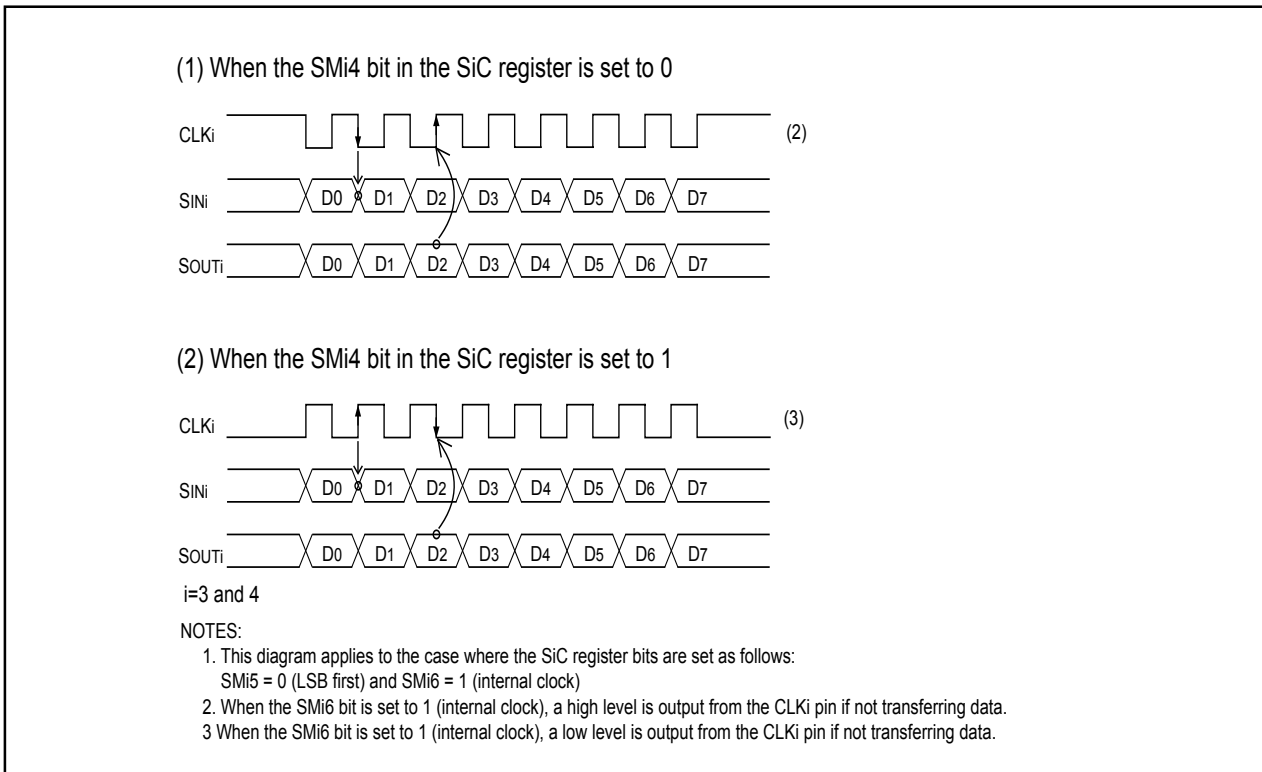 (1) When the SMi4 bit in the SiC register is set to 0
CLKi
(2)
SINi D0 D1 D2 D3 D4 D5 D6 D7
SOUTi D0 D1 D2 D3 D4 D5 D6 D7
(2) When the SMi4 bit in the SiC register is set to 1
CLKi
(3)
SINi D0 D1 D2 D3 D4 D5 D6 D7
SOUTi D0 D1 D2 D3 D4 D5 D6 D7
i=3 and 4
NOTES:
1. This diagram applies to the case where the SiC register bits are set as follows:
SMi5 = 0 (LSB first) and SMi6 = 1 (internal clock)
2. When the SMi6 bit is set to 1 (internal clock), a high level is output from the CLKi pin if not transferring data.
3 When the SMi6 bit is set to 1 (internal clock), a low level is output from the CLKi pin if not transferring data.